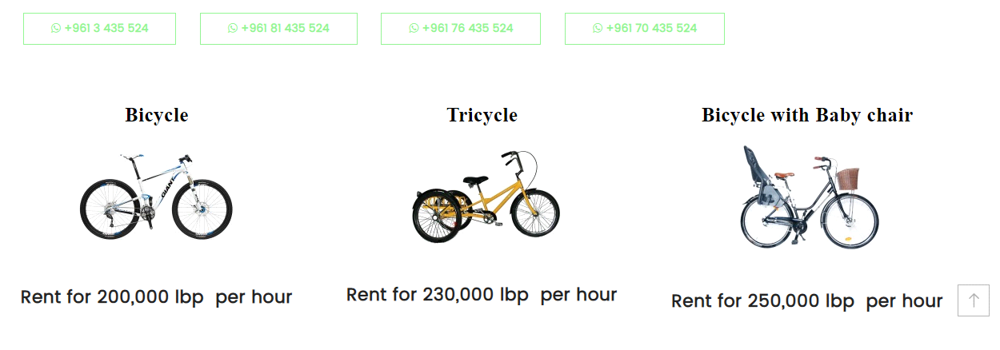 +961 3 435 524
+961 81 435 524
+961 76 435 524
+961 70 435 524
Bicycle
Tricycle
Bicycle with Baby chair
GIANT
Rent for 200,000 lbp per hour
Rent for 230,000 lbp per hour
Rent for 250,000 lbp per hour